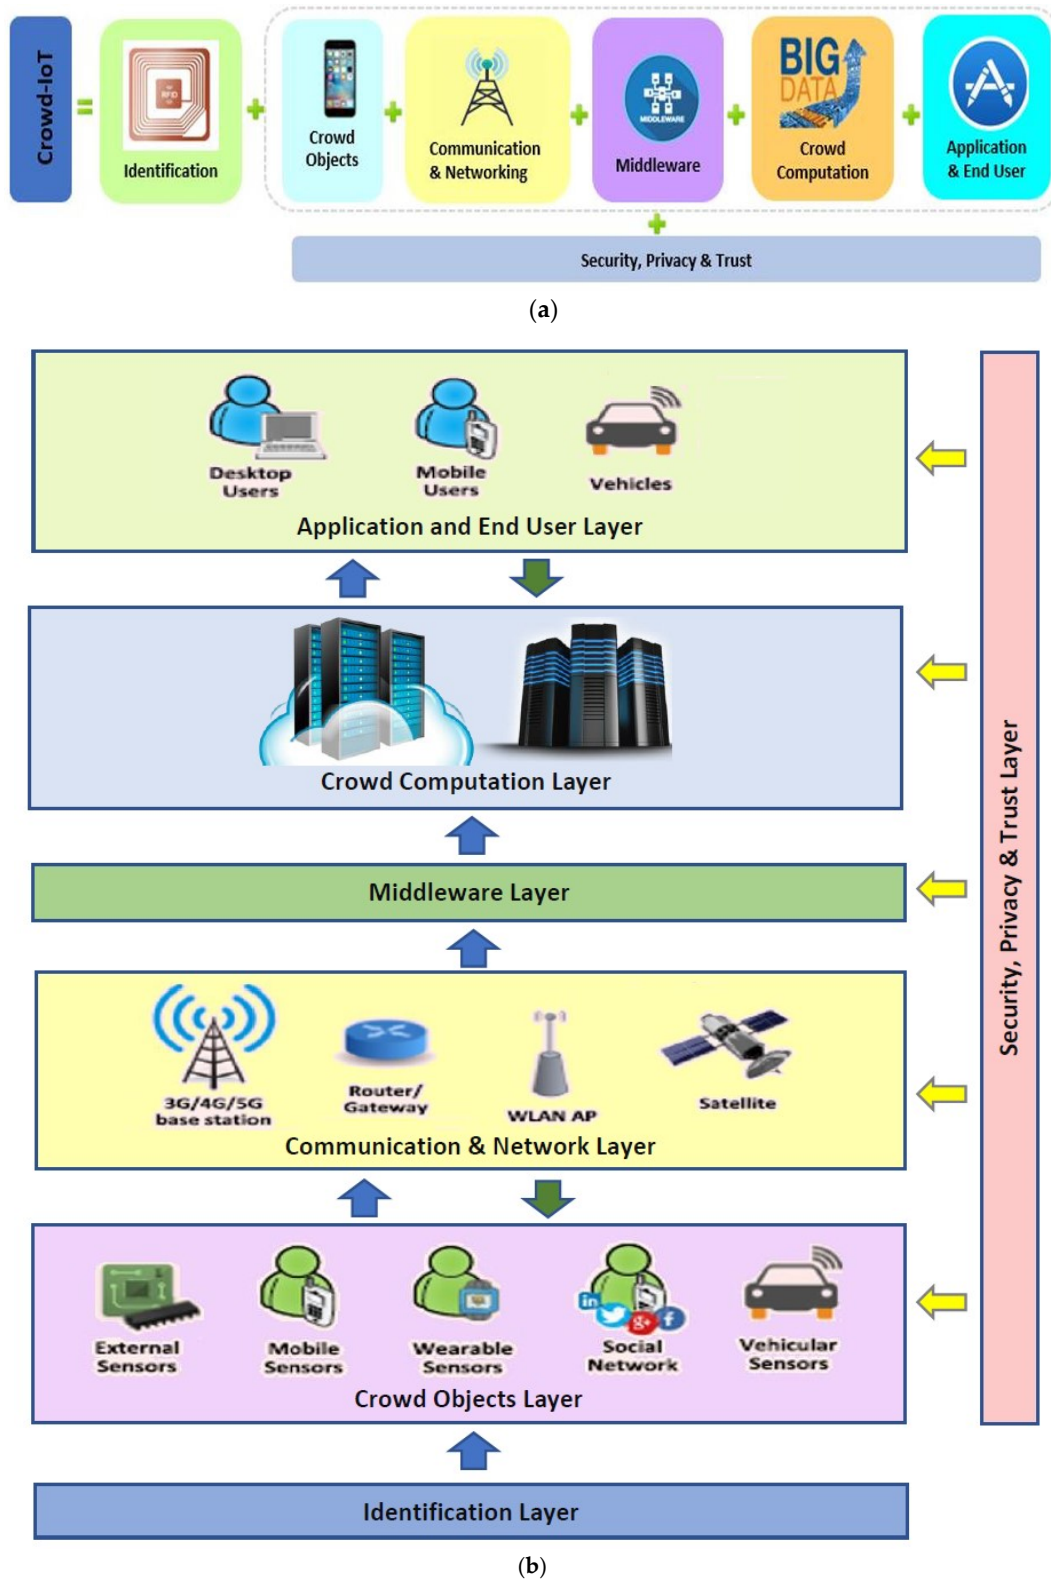 Crowd-IoT
=
RFID
Identification
+
Crowd
Objects
+
Communication
& Networking
+
MIDDLEWARE
Middleware
+
BIG
DATA
Crowd
Computation
+
Application
& End User
+
Security, Privacy & Trust
(a)
Desktop
Users
Mobile
Users
Vehicles
Application and End User Layer
Crowd Computation Layer
Middleware Layer
3G/4G/5G
base station
Router/
Gateway
WLAN AP
Satellite
Communication & Network Layer
in
g+
f
External
Sensors
Mobile
Sensors
Wearable
Sensors
Social
Network
Vehicular
Sensors
Crowd Objects Layer
Identification Layer
Security, Privacy & Trust Layer
(b)